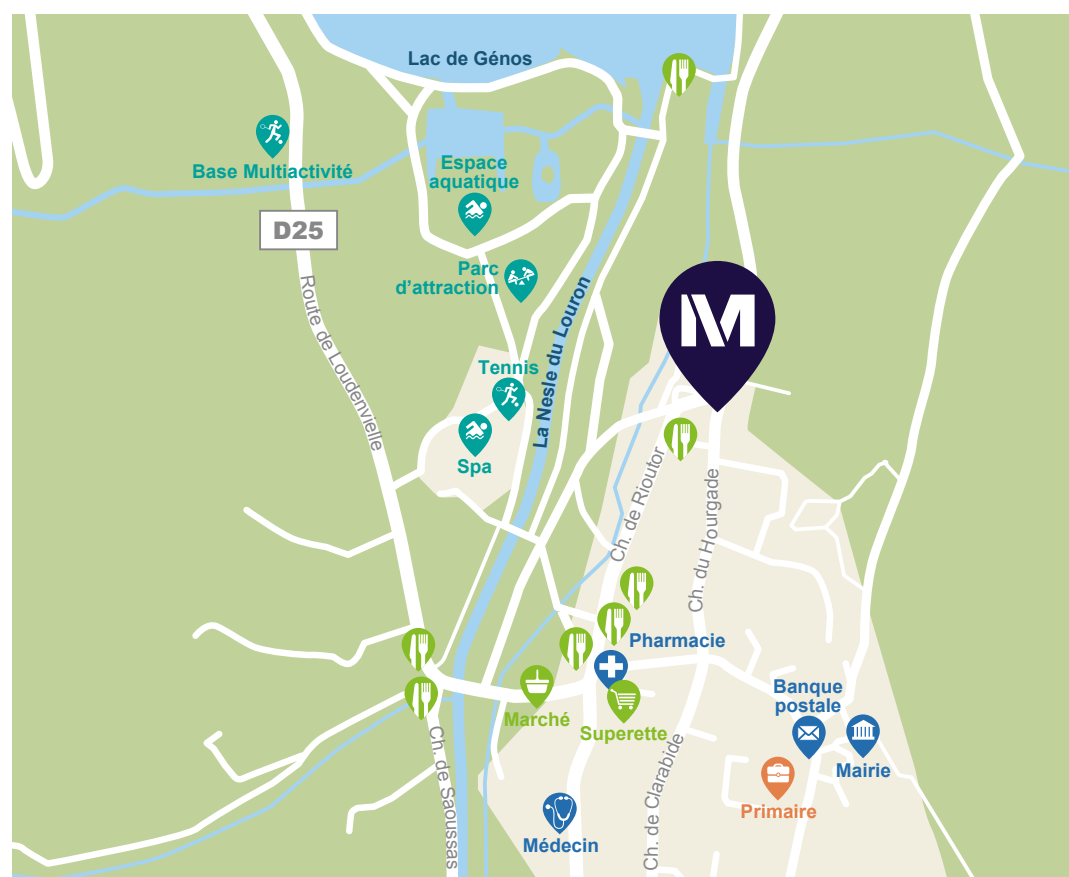 Lac de Génos
Base Multiactivité
Espace
aquatique
D25
Parc
d'attraction
M
Route de Loudenvielle
La Nesle du Louron
Tennis
Spa
Ch. de Rioutor
Ch. du Hourgade
Pharmacie
Banque
postale
Marché
Superette
Mairie
Primaire
Ch. de Saoussas
Ch. de Clarabide
Médecin